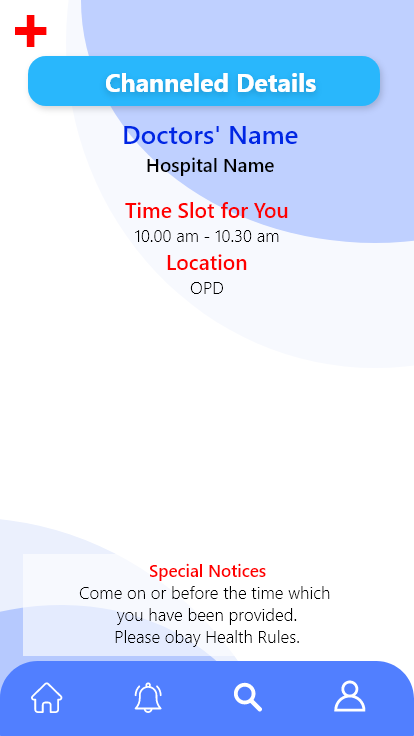 Channeled Details
Doctors' Name
Hospital Name
Time Slot for You
10.00 am - 10.30 am
Location
OPD
Special Notices
Come on or before the time which
you have been provided.
Please obay Health Rules.